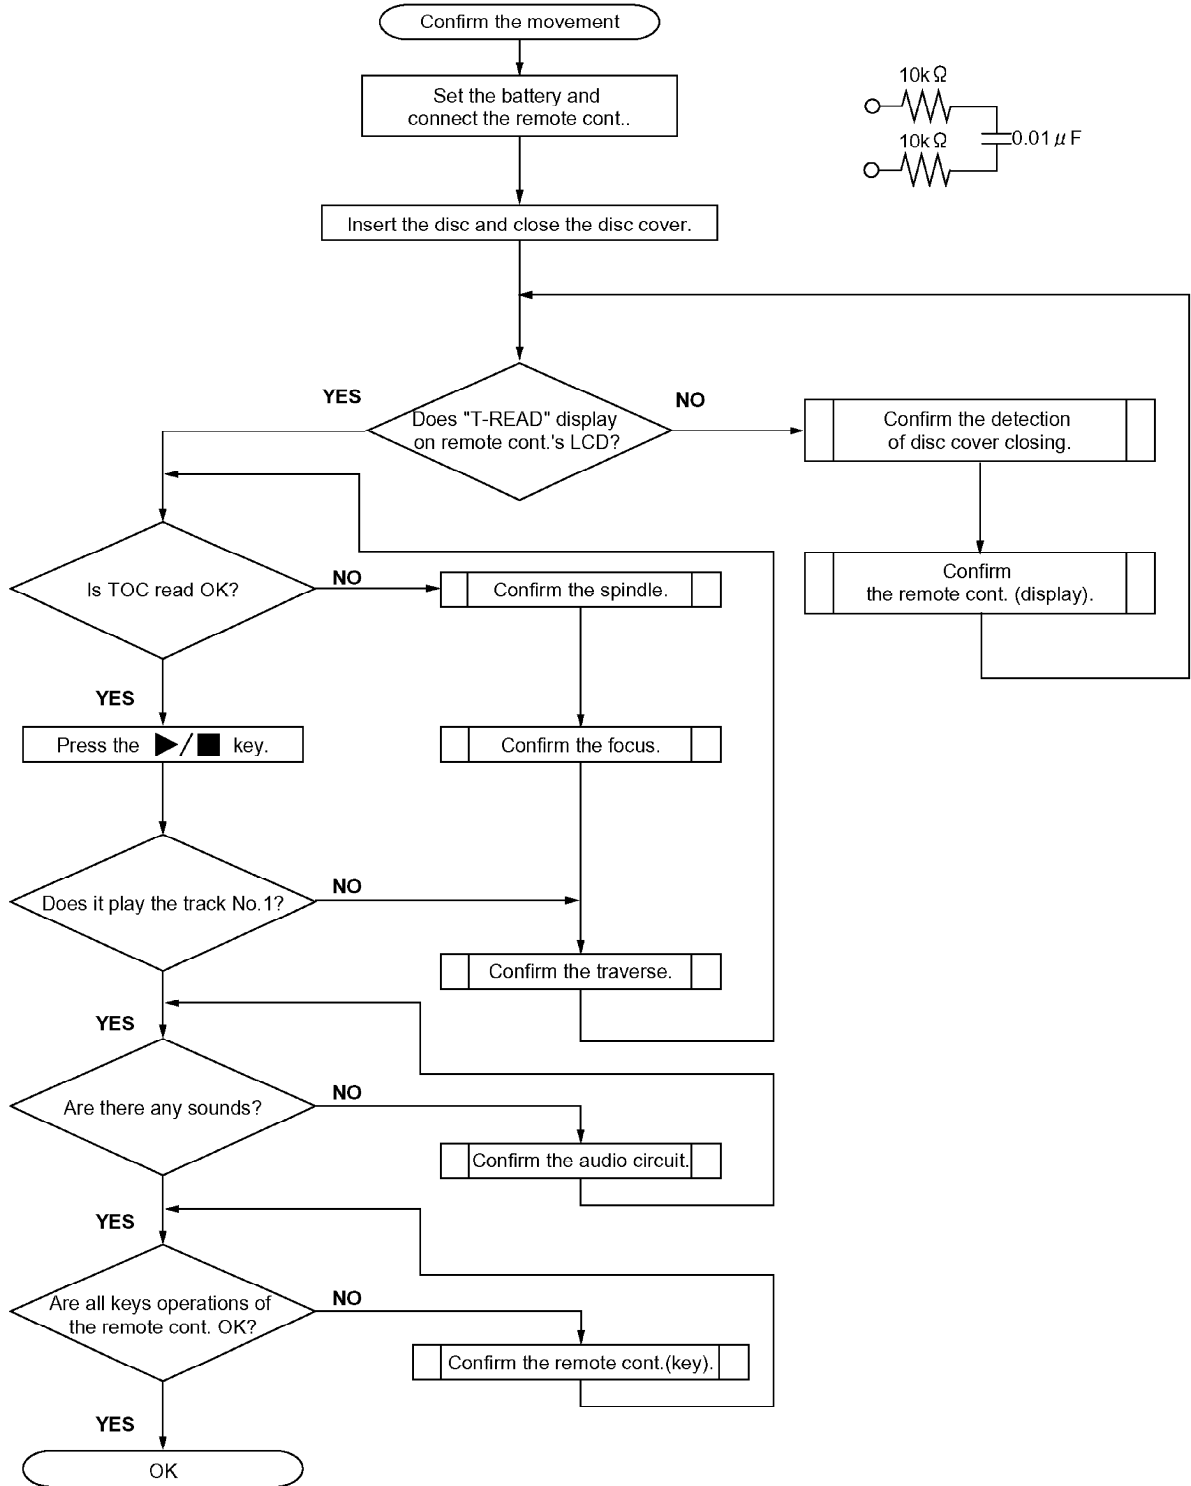 Confirm the movement
Set the battery and
connect the remote cont..
10kΩ
10kΩ
0.01μF
Insert the disc and close the disc cover.
YES
NO
Does "T-READ" display
on remote cont.'s LCD?
Confirm the detection
of disc cover closing.
Confirm
the remote cont. (display).
Is TOC read OK?
NO
Confirm the spindle.
YES
Press the ▶/■ key.
Confirm the focus.
Does it play the track No.1?
NO
Confirm the traverse.
YES
Are there any sounds?
NO
Confirm the audio circuit.
YES
Are all keys operations of
the remote cont. OK?
NO
Confirm the remote cont.(key).
YES
OK